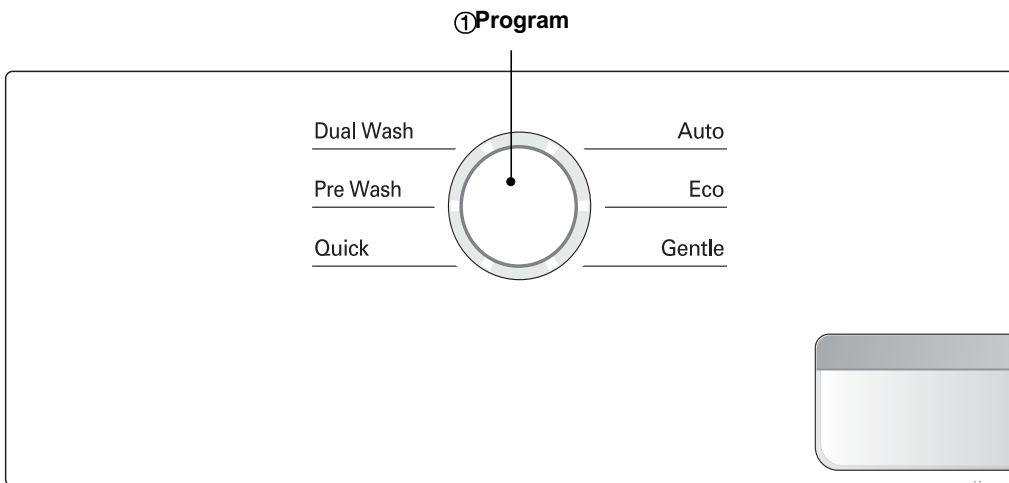 ①Program
Dual Wash
Auto
Pre Wash
Eco
Quick
Gentle